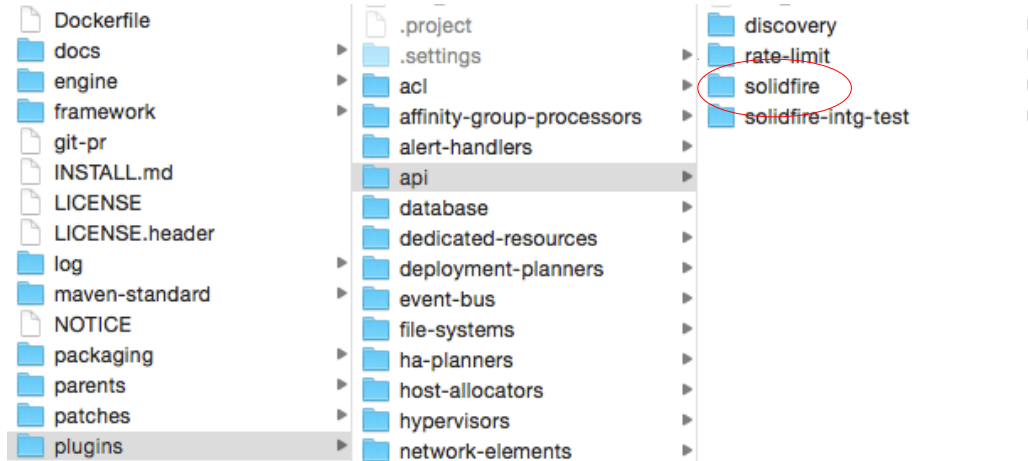 Dockerfile
docs
engine
framework
git-pr
INSTALL.md
LICENSE
LICENSE.header
log
maven-standard
NOTICE
packaging
parents
patches
plugins
.project
.settings
acl
affinity-group-processors
alert-handlers
api
database
dedicated-resources
deployment-planners
event-bus
file-systems
ha-planners
host-allocators
hypervisors
network-elements
discovery
rate-limit
solidfire
solidfire-intg-test